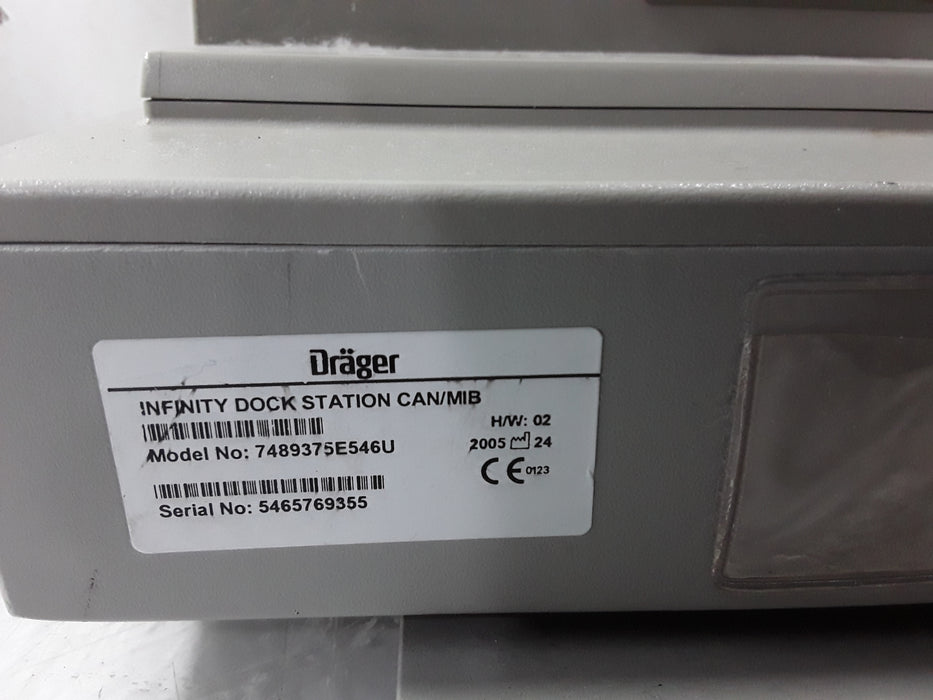 Dräger
INFINITY DOCK STATION CAN/MIB
H/W: 02
Model No: 7489375E546U
2005 24
CE 0123
Serial No: 5465769355